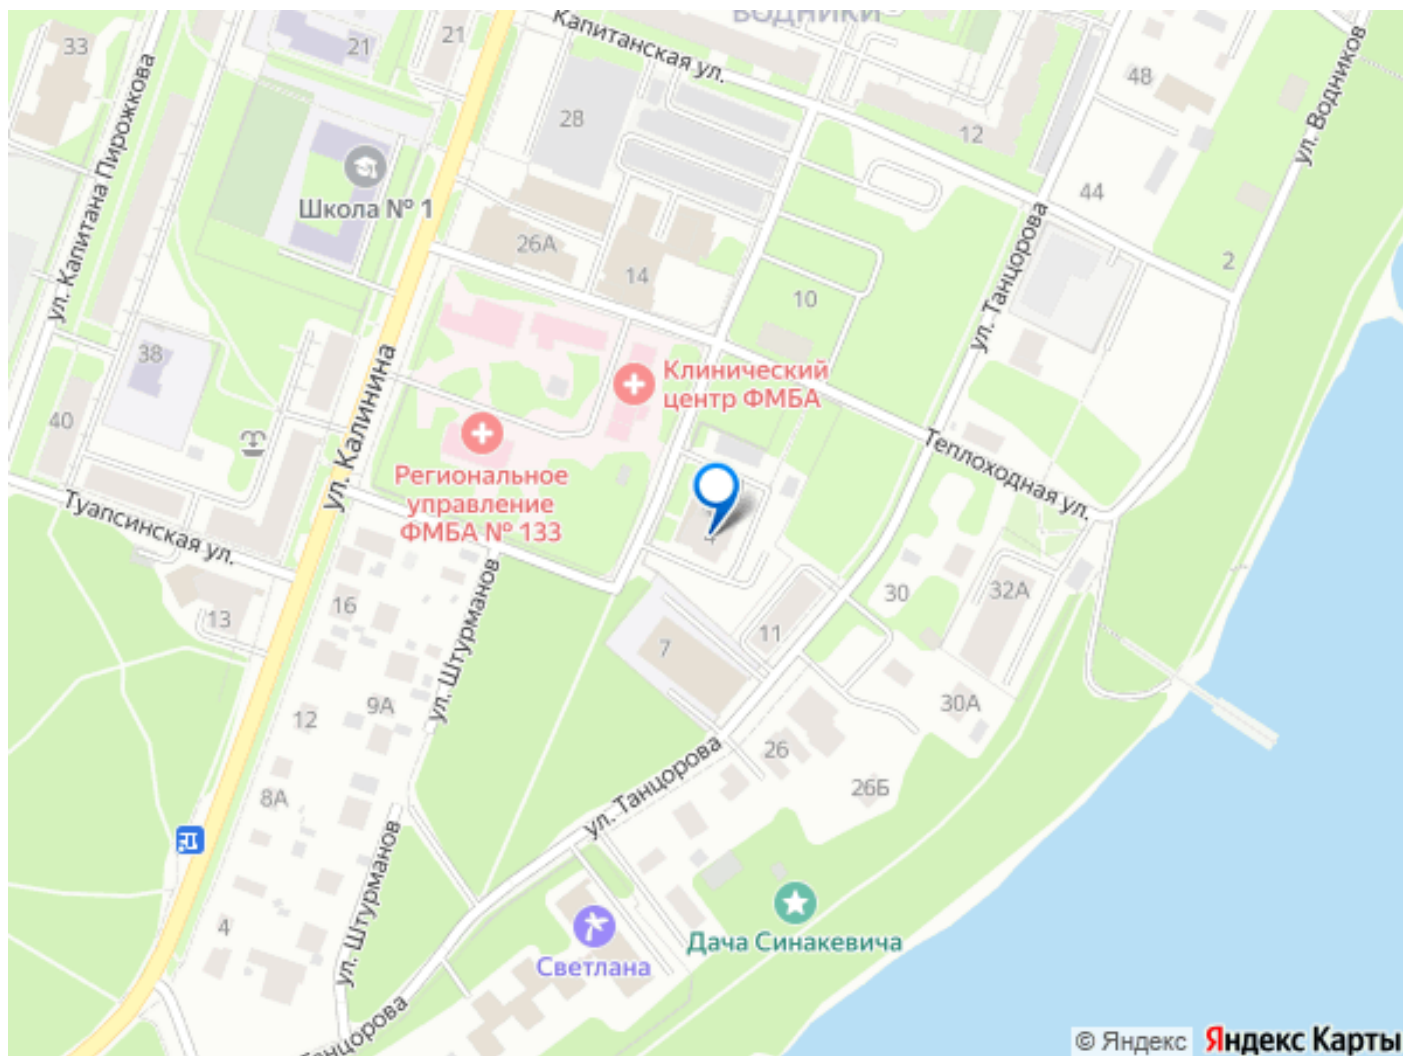 ВОДНИКИ
Капитанская ул.
33
21
21
ул. Водников
ул. Капитана Пирожкова
48
28
12
Школа № 1
44
ул. Танцорова
26А
14
2
10
38
Клинический
центр ФМБА
ул. Калинина
40
Теплоходная ул.
Региональное
управление
ФМБА № 133
Туапсинская ул.
4
ул. Штурманов
16
30
32А
13
11
7
9А
12
30А
26
26Б
8А
ул. Танцорова
ул. Штурманов
4
Дача Синакевича
Светлана
Танцорова
© Яндекс Яндекс Карты